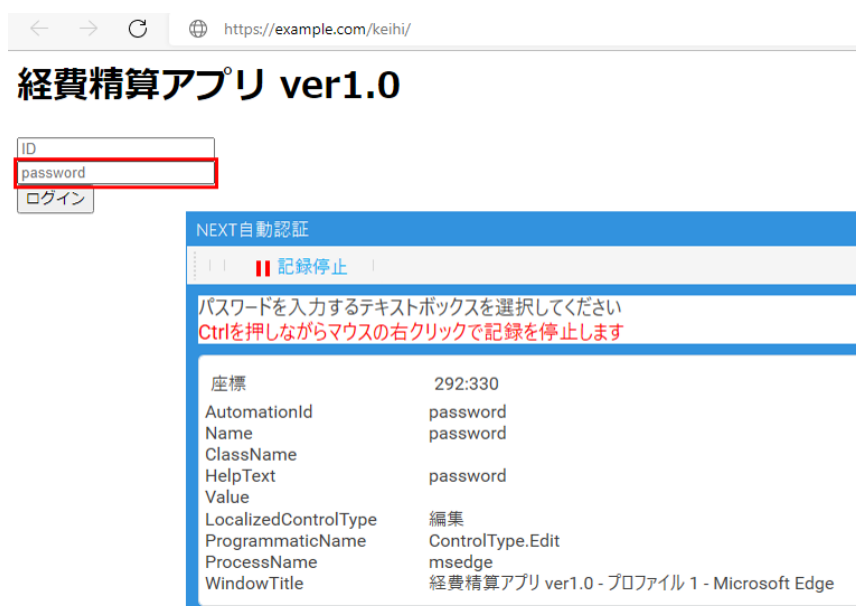 https://example.com/keihi/
経費精算アプリ ver1.0
ID
password
ログイン
NEXT自動認証
記録停止
パスワードを入力するテキストボックスを選択してください
Ctrlを押しながらマウスの右クリックで記録を停止します
座標 292:330
AutomationId password
Name password
ClassName
HelpText password
Value
LocalizedControlType 編集
ProgrammaticName ControlType.Edit
ProcessName msedge
WindowTitle 経費精算アプリ ver1.0 - プロファイル 1 - Microsoft Edge